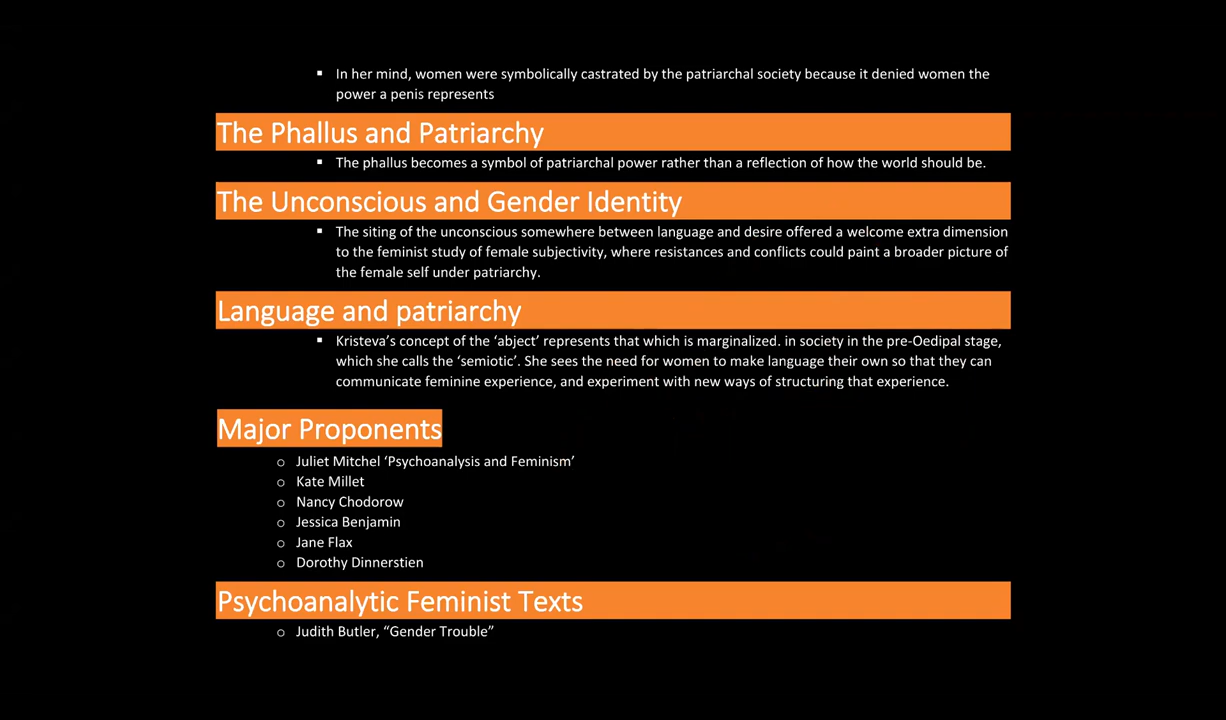 ▪ In her mind, women were symbolically castrated by the patriarchal society because it denied women the
power a penis represents
The Phallus and Patriarchy
▪ The phallus becomes a symbol of patriarchal power rather than a reflection of how the world should be.
The Unconscious and Gender Identity
▪ The siting of the unconscious somewhere between language and desire offered a welcome extra dimension
to the feminist study of female subjectivity, where resistances and conflicts could paint a broader picture of
the female self under patriarchy.
Language and patriarchy
▪ Kristeva’s concept of the ‘abject’ represents that which is marginalized. in society in the pre-Oedipal stage,
which she calls the ‘semiotic’. She sees the need for women to make language their own so that they can
communicate feminine experience, and experiment with new ways of structuring that experience.
Major Proponents
o Juliet Mitchel ‘Psychoanalysis and Feminism’
o Kate Millet
o Nancy Chodorow
o Jessica Benjamin
o Jane Flax
o Dorothy Dinnerstien
Psychoanalytic Feminist Texts
o Judith Butler, “Gender Trouble”